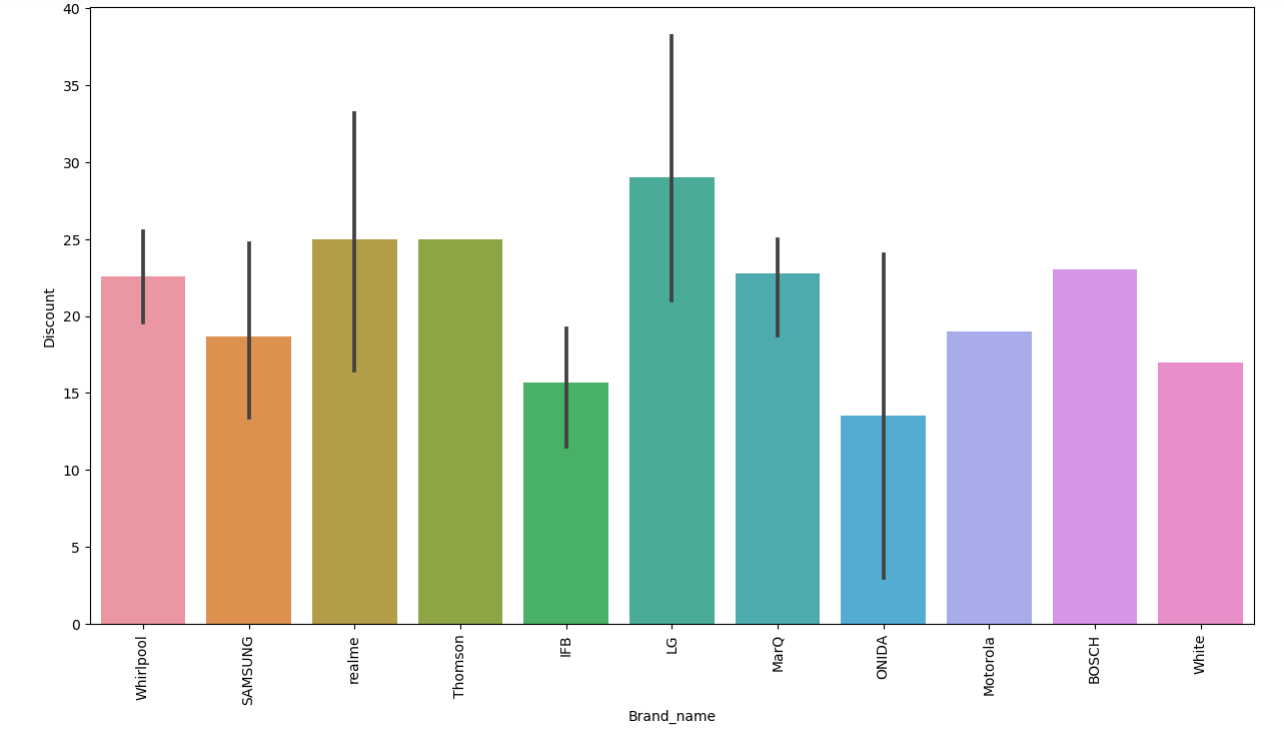 40
35
30
25
20
15
10
5
0
Discount
Whirlpool
SAMSUNG
realme
Thomson
IFB
LG
MarQ
ONIDA
Motorola
BOSCH
White
Brand_name